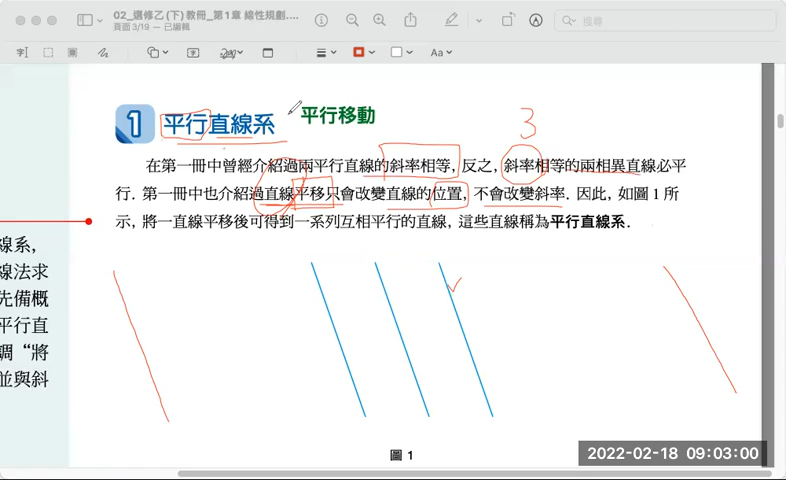 02_選修乙(下)教冊_第1章 線性規劃....
頁面 3/19 — 已編輯
搜尋
Aa
1 平行直線系 平行移動
3
在第一冊中曾經介紹過兩平行直線的斜率相等, 反之, 斜率相等的兩相異直線必平
行. 第一冊中也介紹過直線平移只會改變直線的位置, 不會改變斜率. 因此, 如圖 1 所
示, 將一直線平移後可得到一系列互相平行的直線, 這些直線稱為平行直線系.
線系,
線法求
先備概
平行直
調“將
並與斜
圖 1
2022-02-18 09:03:00